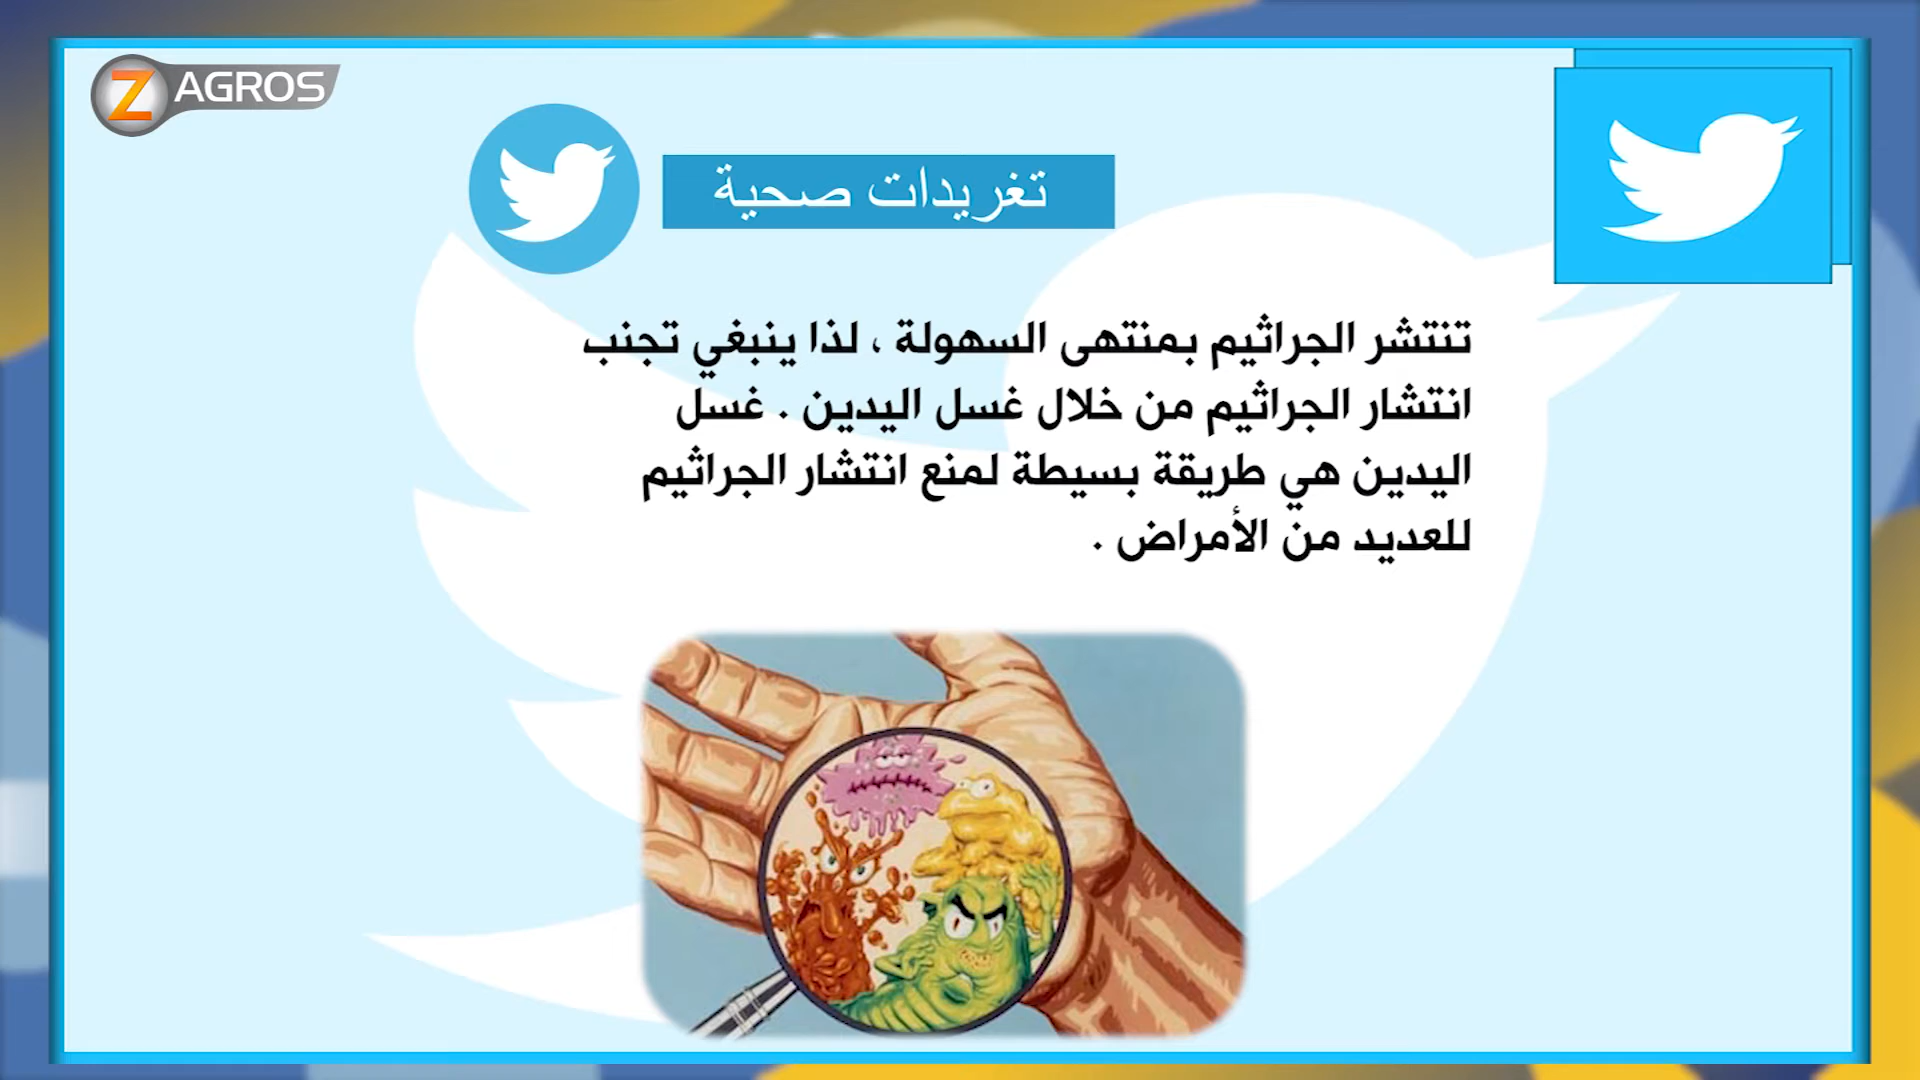 ZAGROS
تغريدات صحية
تنتشر الجراثيم بمنتهى السهولة ، لذا ينبغي تجنب
انتشار الجراثيم من خلال غسل اليدين . غسل
اليدين هي طريقة بسيطة لمنع انتشار الجراثيم
للعديد من الأمراض .